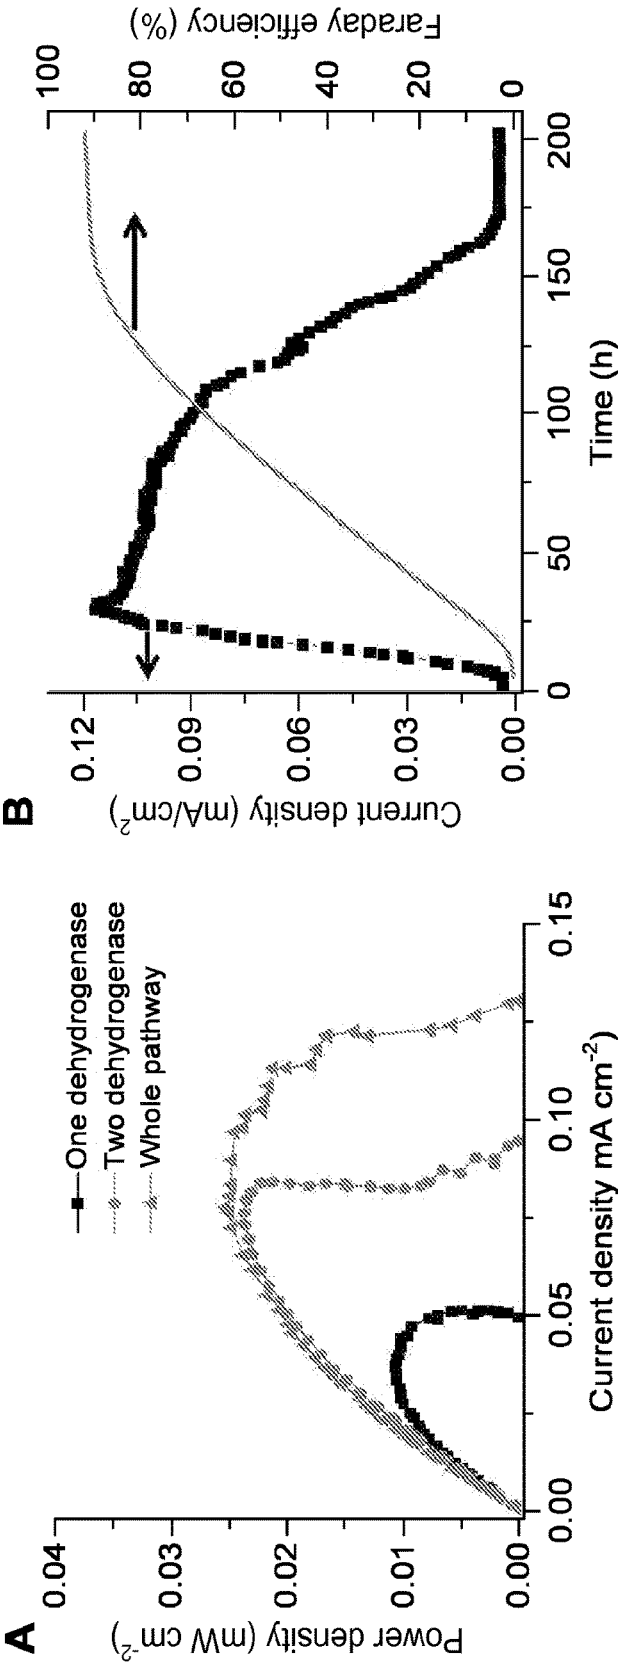 A
Power density (mW cm-2)
0.04
0.03
0.02
0.01
0.00
One dehydrogenase
Two dehydrogenase
Whole pathway
0.00
0.05
0.10
0.15
Current density mA cm-2
B
Current density (mA/cm2)
0.12
0.09
0.06
0.03
0.00
0
50
100
150
200
Time (h)
100
80
60
40
20
0
Faraday efficiency (%)